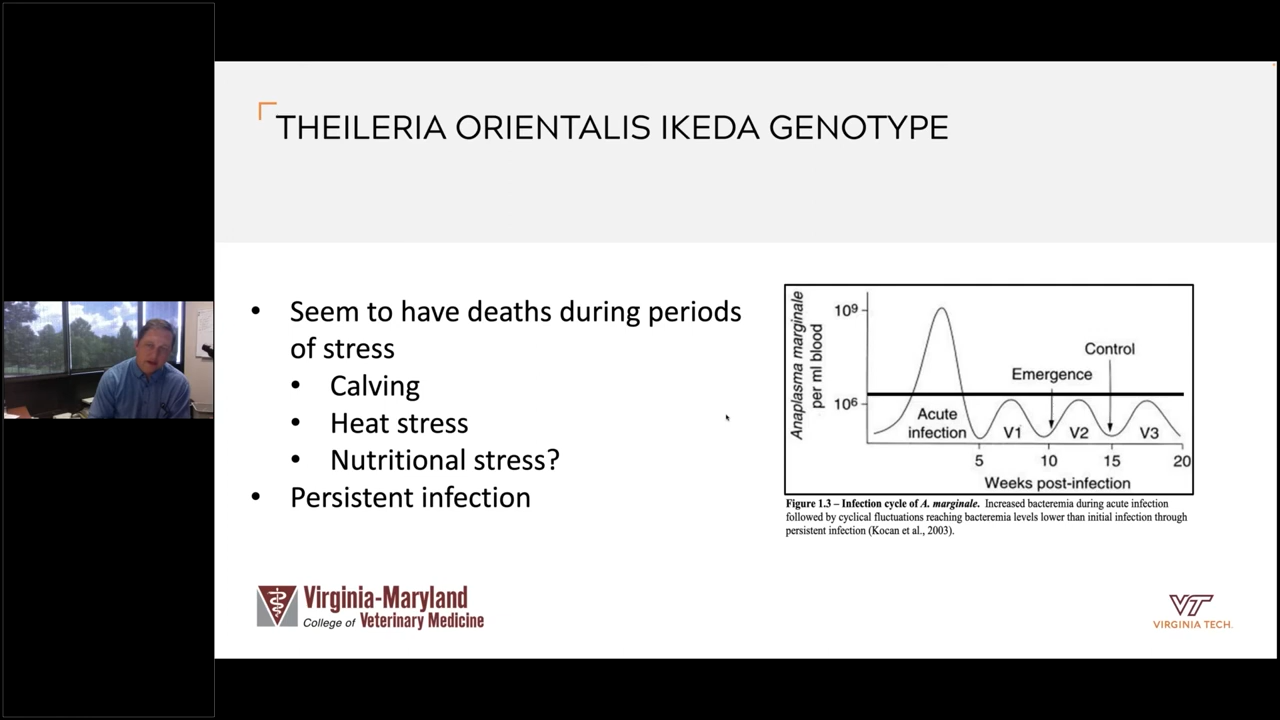 THEILERIA ORIENTALIS IKEDA GENOTYPE
• Seem to have deaths during periods
of stress
• Calving
• Heat stress
• Nutritional stress?
• Persistent infection
Anaplasma marginale
per ml blood
10⁹
10⁶
Control
Emergence
Acute
infection
V1
V2
V3
5
10
15
20
Weeks post-infection
Figure 1.3 – Infection cycle of A. marginale. Increased bacteremia during acute infection
followed by cyclical fluctuations reaching bacteremia levels lower than initial infection through
persistent infection (Kocan et al., 2003).
Virginia-Maryland
College of Veterinary Medicine
VT
VIRGINIA TECH.